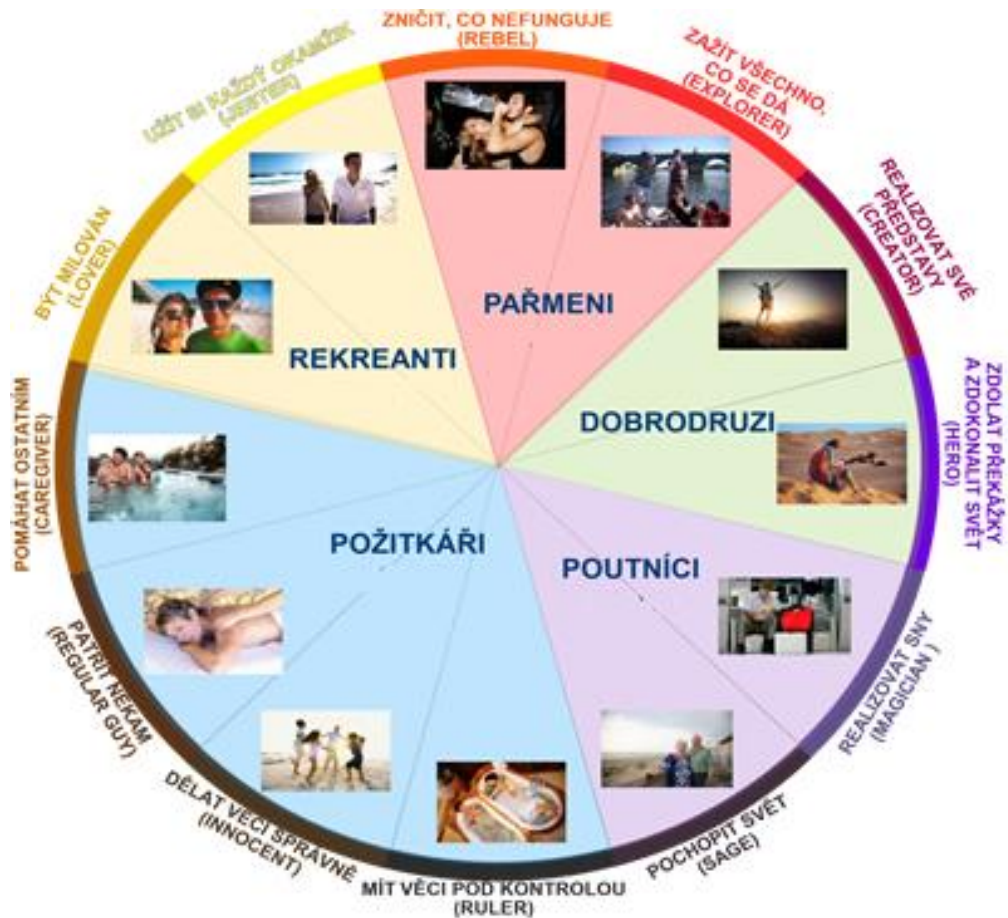 ZNIČIT, CO NEFUNGUJE
(REBEL)
ZAŽÍT VŠECHNO,
CO SE DÁ
(EXPLORER)
REALIZOVAT SVÉ
PŘEDSTAVY
(CREATOR)
ZDOLAT PŘEKÁŽKY
A ZDOKONALIT SVĚT
(HERO)
REALIZOVAT SNY
(MAGICIAN )
POCHOPIT SVĚT
(SAGE)
MÍT VĚCI POD KONTROLOU
(RULER)
DĚLAT VĚCI SPRÁVNĚ
(INNOCENT)
PATŘIT NĚKAM
(REGULAR GUY)
POMÁHAT OSTATNÍM
(CAREGIVER)
BÝT MILOVÁN
(LOVER)
UŽÍT SI KAŽDÝ OKAMŽIK
(JESTER)
PAŘMENI
REKREANTI
DOBRODRUZI
POŽITKÁŘI
POUTNÍCI